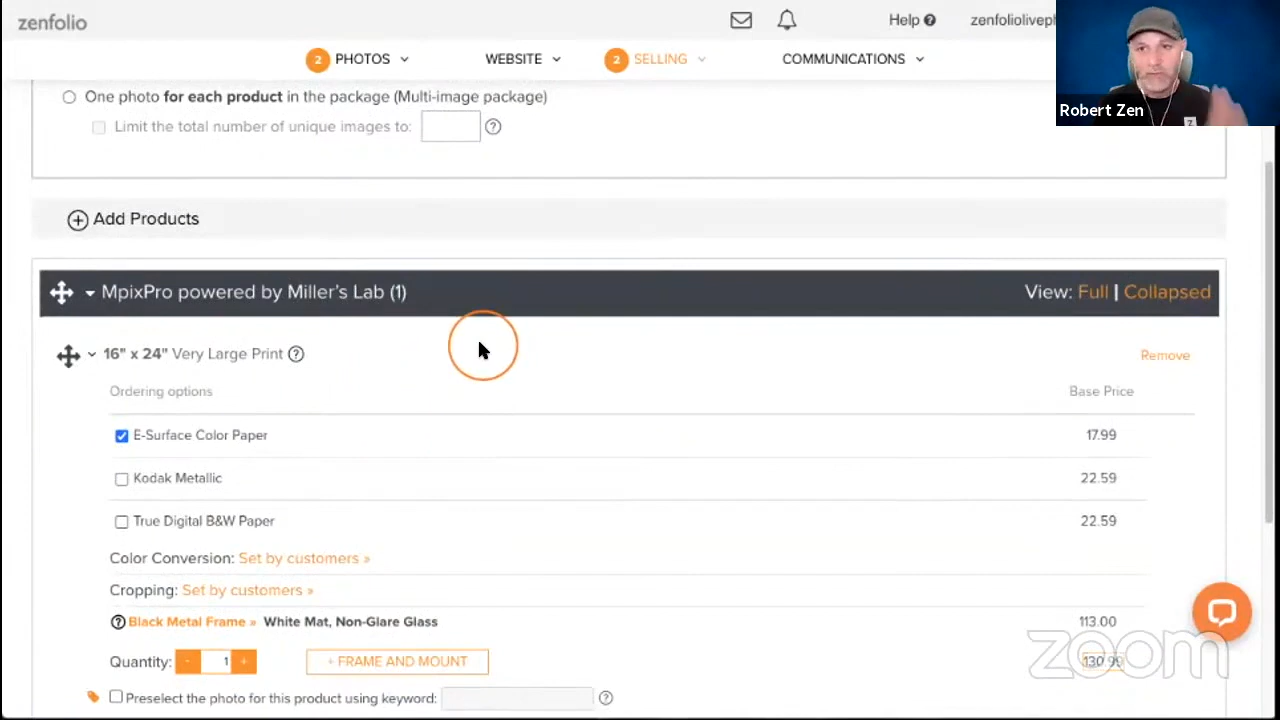 zenfolio
Help
zenfolioliveph
2 PHOTOS
WEBSITE
2 SELLING
COMMUNICATIONS
Robert Zen
One photo for each product in the package (Multi-image package)
Limit the total number of unique images to: ?
Add Products
MpixPro powered by Miller's Lab (1)
View: Full | Collapsed
16" x 24" Very Large Print ?
Remove
Ordering options
Base Price
E-Surface Color Paper
17.99
Kodak Metallic
22.59
True Digital B&W Paper
22.59
Color Conversion: Set by customers »
Cropping: Set by customers »
? Black Metal Frame » White Mat, Non-Glare Glass
113.00
Quantity: - 1 +
+ FRAME AND MOUNT
130.99
zoom
Preselect the photo for this product using keyword: ?